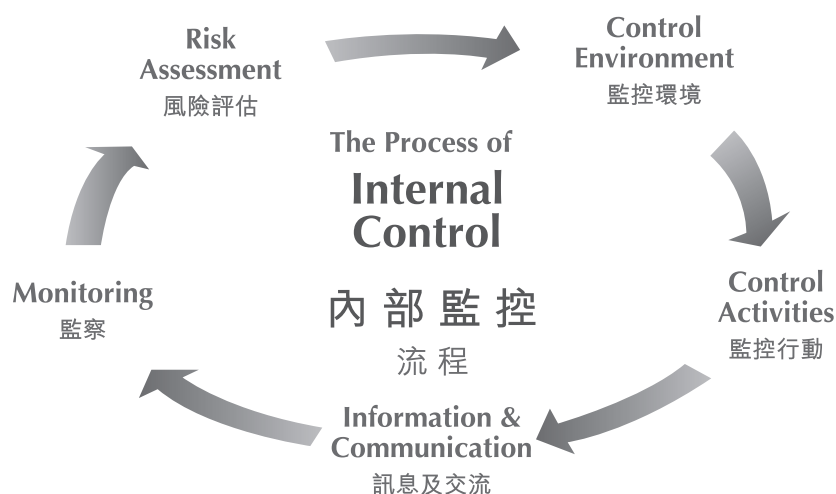 The Process of
Internal
Control
內部監控
流程
Risk
Assessment
風險評估
Control
Environment
監控環境
Control
Activities
監控行動
Information &
Communication
訊息及交流
Monitoring
監察